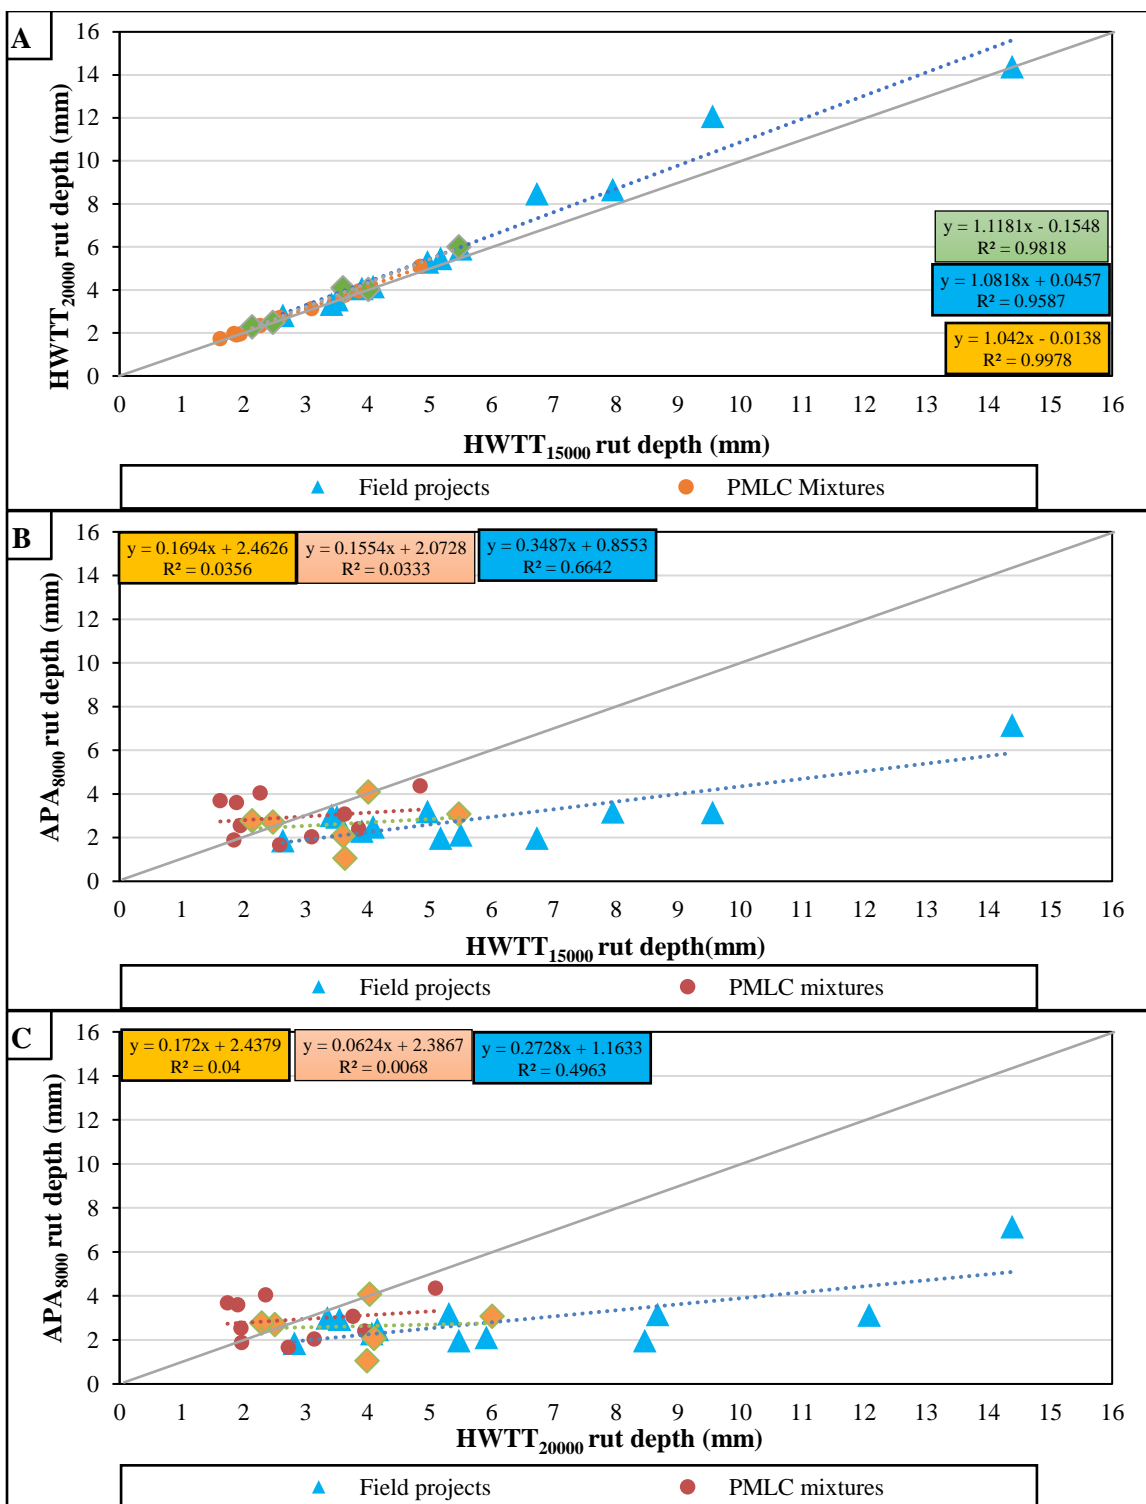 A
HWTT20000 rut depth (mm)
16
14
12
10
8
6
4
2
0
y = 1.1181x - 0.1548
R² = 0.9818
y = 1.0818x + 0.0457
R² = 0.9587
y = 1.042x - 0.0138
R² = 0.9978
0 1 2 3 4 5 6 7 8 9 10 11 12 13 14 15 16
HWTT15000 rut depth (mm)
Field projects PMLC Mixtures
B
APA8000 rut depth (mm)
16
14
12
10
8
6
4
2
0
y = 0.1694x + 2.4626
R² = 0.0356
y = 0.1554x + 2.0728
R² = 0.0333
y = 0.3487x + 0.8553
R² = 0.6642
0 1 2 3 4 5 6 7 8 9 10 11 12 13 14 15 16
HWTT15000 rut depth(mm)
Field projects PMLC mixtures
C
APA8000 rut depth (mm)
16
14
12
10
8
6
4
2
0
y = 0.172x + 2.4379
R² = 0.04
y = 0.0624x + 2.3867
R² = 0.0068
y = 0.2728x + 1.1633
R² = 0.4963
0 1 2 3 4 5 6 7 8 9 10 11 12 13 14 15 16
HWTT20000 rut depth (mm)
Field projects PMLC mixtures